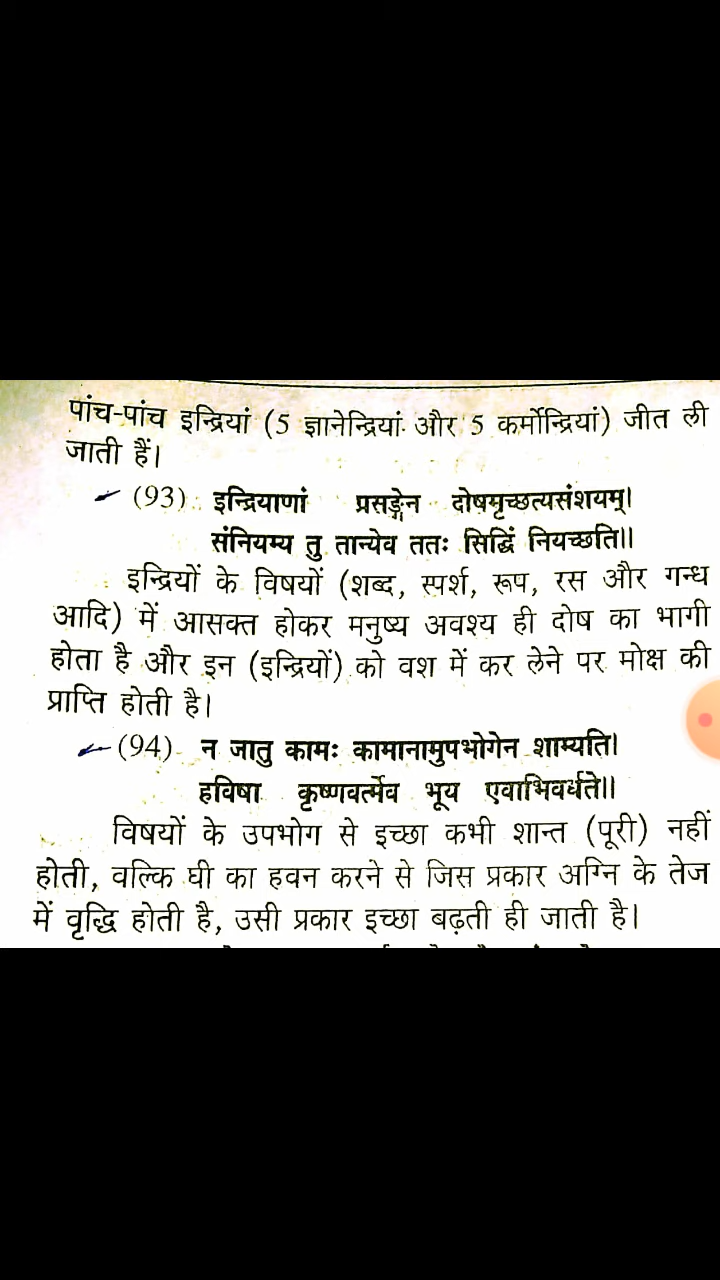 पांच-पांच इन्द्रियां (5 ज्ञानेन्द्रियां और 5 कर्मोन्द्रियां) जीत ली
जाती हैं।
(93) इन्द्रियाणां प्रसङ्गेन दोषमृच्छत्यसंशयम्।
संनियम्य तु तान्येव ततः सिद्धिं नियच्छति॥
इन्द्रियों के विषयों (शब्द, स्पर्श, रूप, रस और गन्ध
आदि) में आसक्त होकर मनुष्य अवश्य ही दोष का भागी
होता है और इन (इन्द्रियों) को वश में कर लेने पर मोक्ष की
प्राप्ति होती है।
(94) न जातु कामः कामानामुपभोगेन शाम्यति।
हविषा कृष्णवर्त्मेव भूय एवाभिवर्धते॥
विषयों के उपभोग से इच्छा कभी शान्त (पूरी) नहीं
होती, वल्कि घी का हवन करने से जिस प्रकार अग्नि के तेज
में वृद्धि होती है, उसी प्रकार इच्छा बढ़ती ही जाती है।